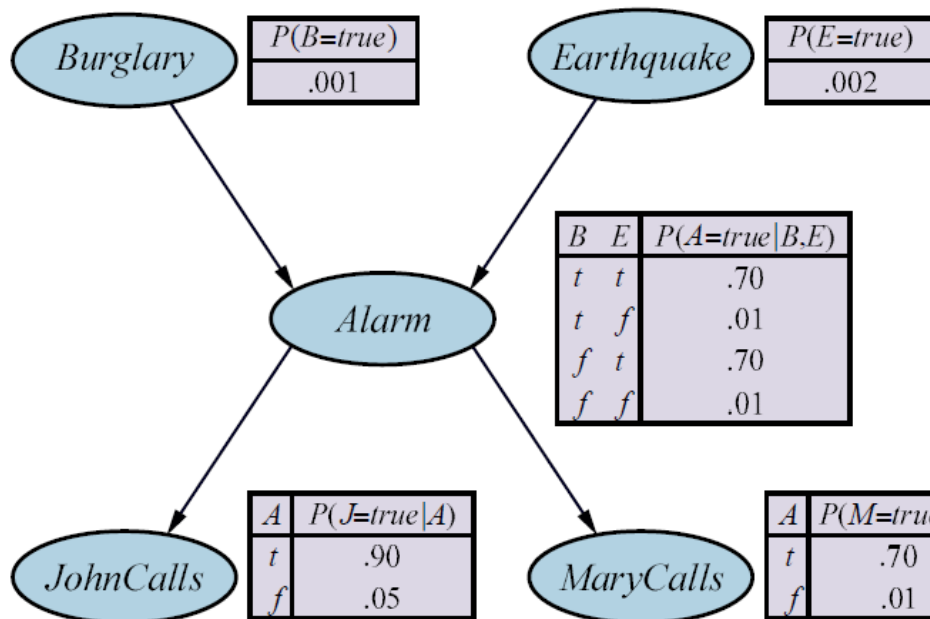 Burglary
P(B=true)
.001
Earthquake
P(E=true)
.002
B E P(A=true|B,E)
t t .70
t f .01
f t .70
f f .01
Alarm
JohnCalls
A P(J=true|A)
t .90
f .05
MaryCalls
A P(M=true
t .70
f .01